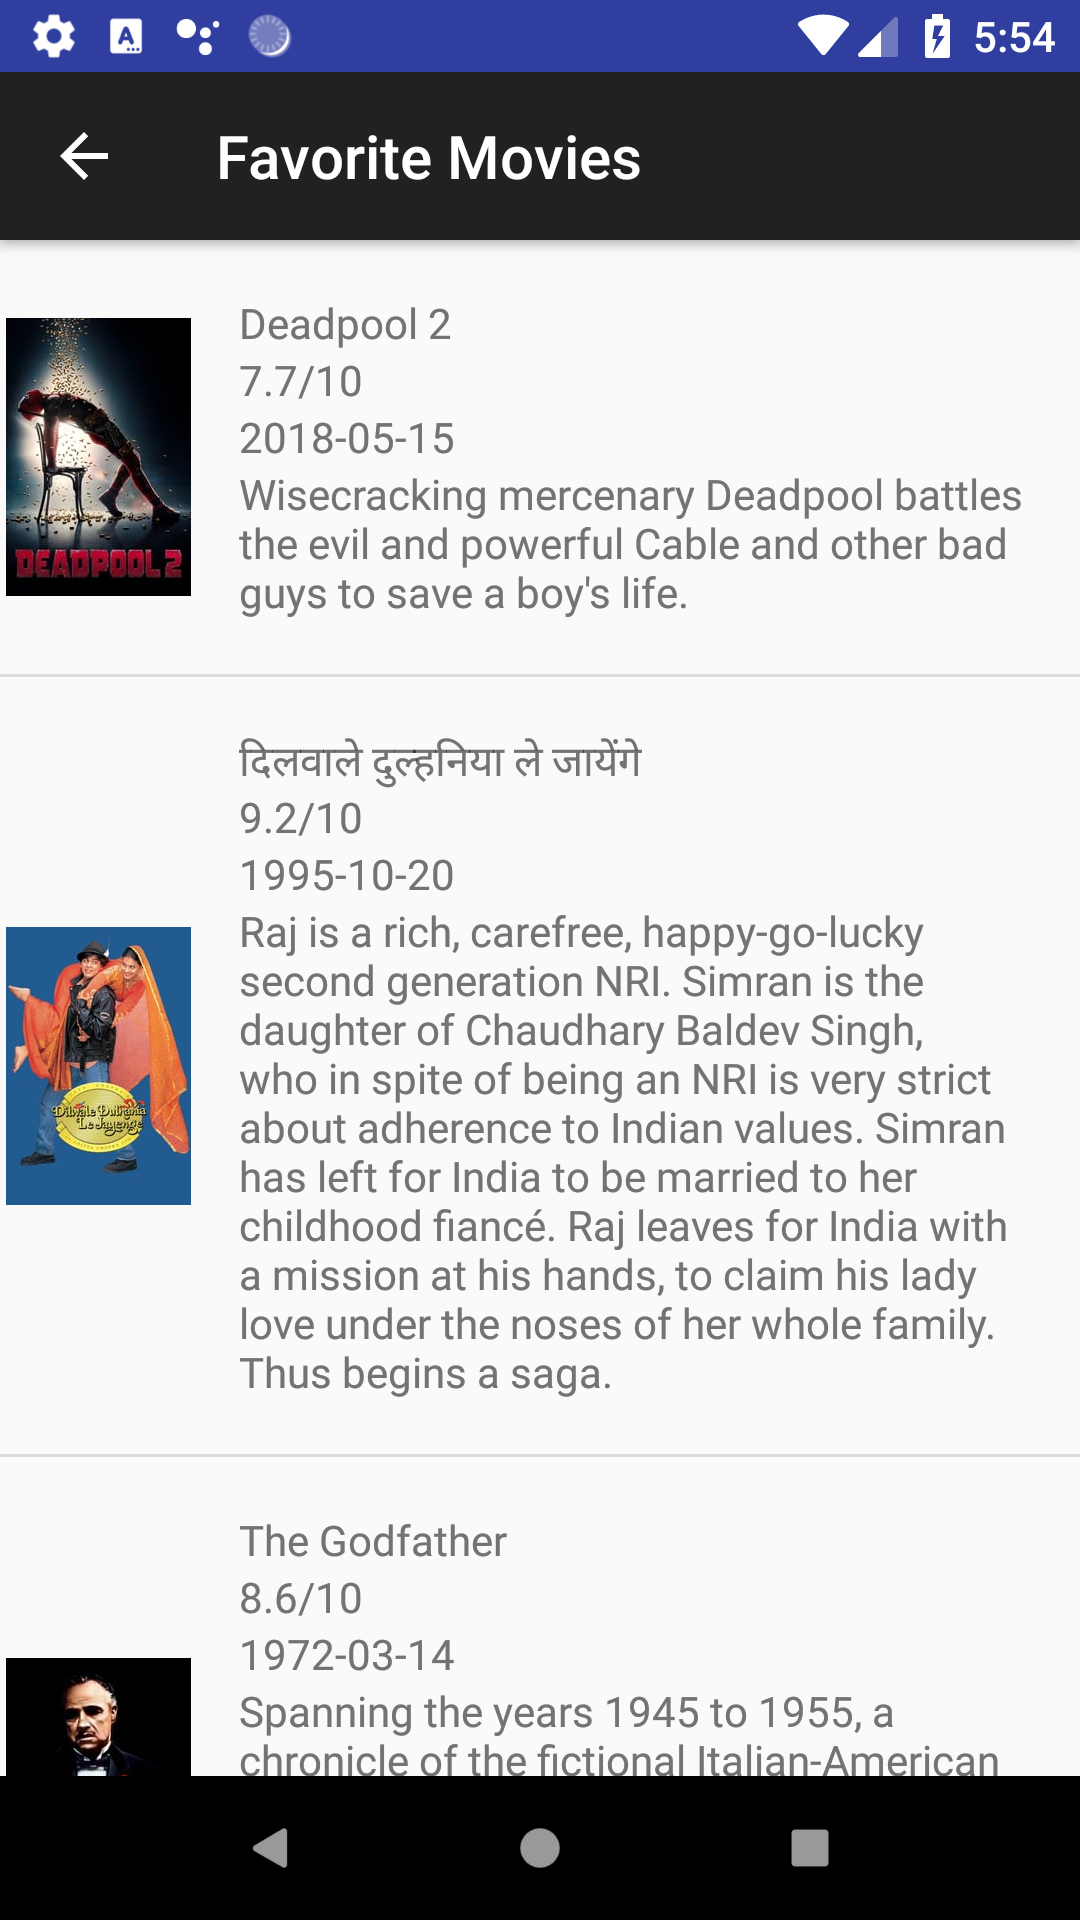 5:54
Favorite Movies
Deadpool 2
7.7/10
2018-05-15
Wisecracking mercenary Deadpool battles
the evil and powerful Cable and other bad
guys to save a boy's life.
DEADPOOL 2
दिलवाले दुल्हनिया ले जायेंगे
9.2/10
1995-10-20
Raj is a rich, carefree, happy-go-lucky
second generation NRI. Simran is the
daughter of Chaudhary Baldev Singh,
who in spite of being an NRI is very strict
about adherence to Indian values. Simran
has left for India to be married to her
childhood fiancé. Raj leaves for India with
a mission at his hands, to claim his lady
love under the noses of her whole family.
Thus begins a saga.
Dilwale Dulhania
Le Jayenge
The Godfather
8.6/10
1972-03-14
Spanning the years 1945 to 1955, a
chronicle of the fictional Italian-American